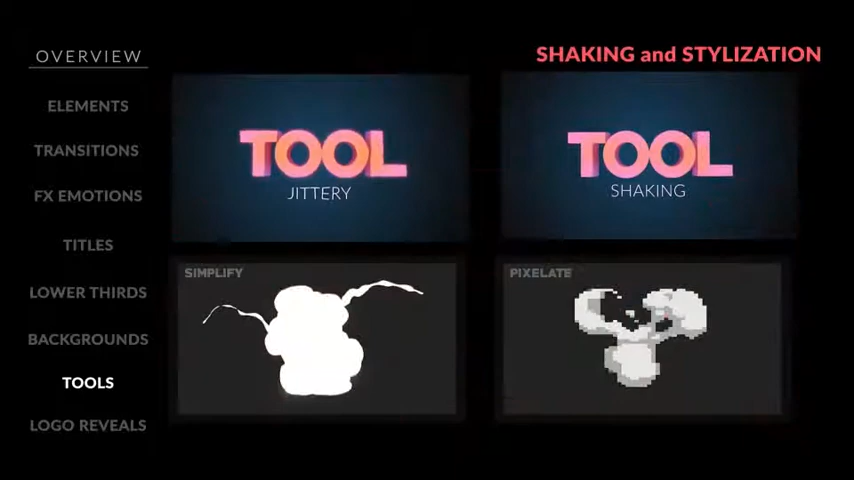 OVERVIEW
ELEMENTS
TRANSITIONS
FX EMOTIONS
TITLES
LOWER THIRDS
BACKGROUNDS
TOOLS
LOGO REVEALS
SHAKING and STYLIZATION
TOOL
JITTERY
TOOL
SHAKING
SIMPLIFY
PIXELATE